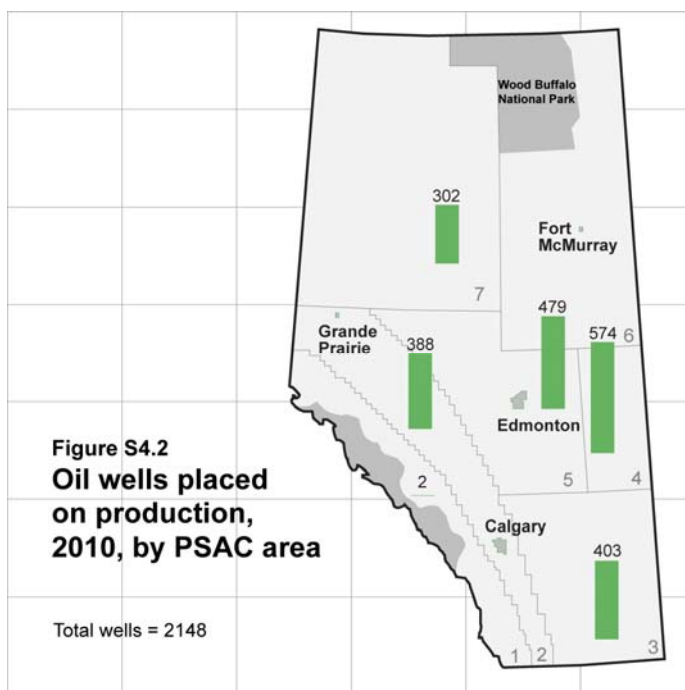 Wood Buffalo
National Park
302
Fort
McMurray
7
479
574
6
Grande
Prairie
388
Edmonton
Figure S4.2
Oil wells placed
on production,
2010, by PSAC area
2
5
4
Calgary
403
Total wells = 2148
1
2
3